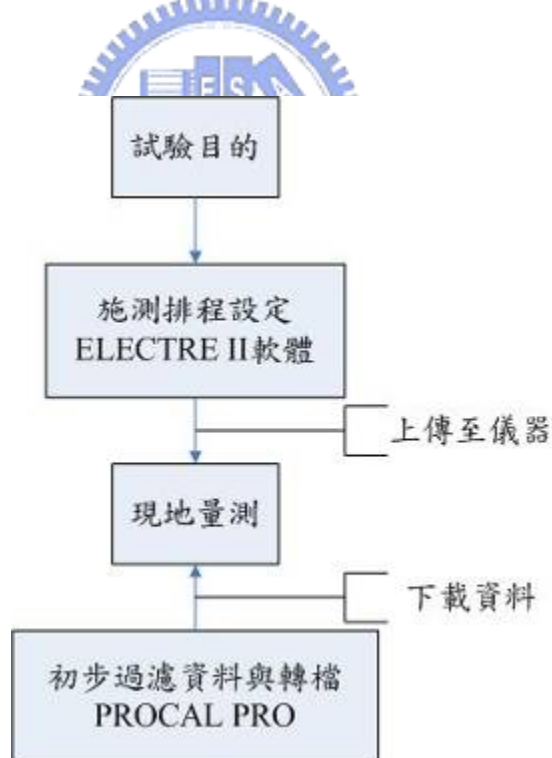 ESA
試驗目的
施測排程設定
ELECTRE II軟體
上傳至儀器
現地量測
下載資料
初步過濾資料與轉檔
PROCAL PRO